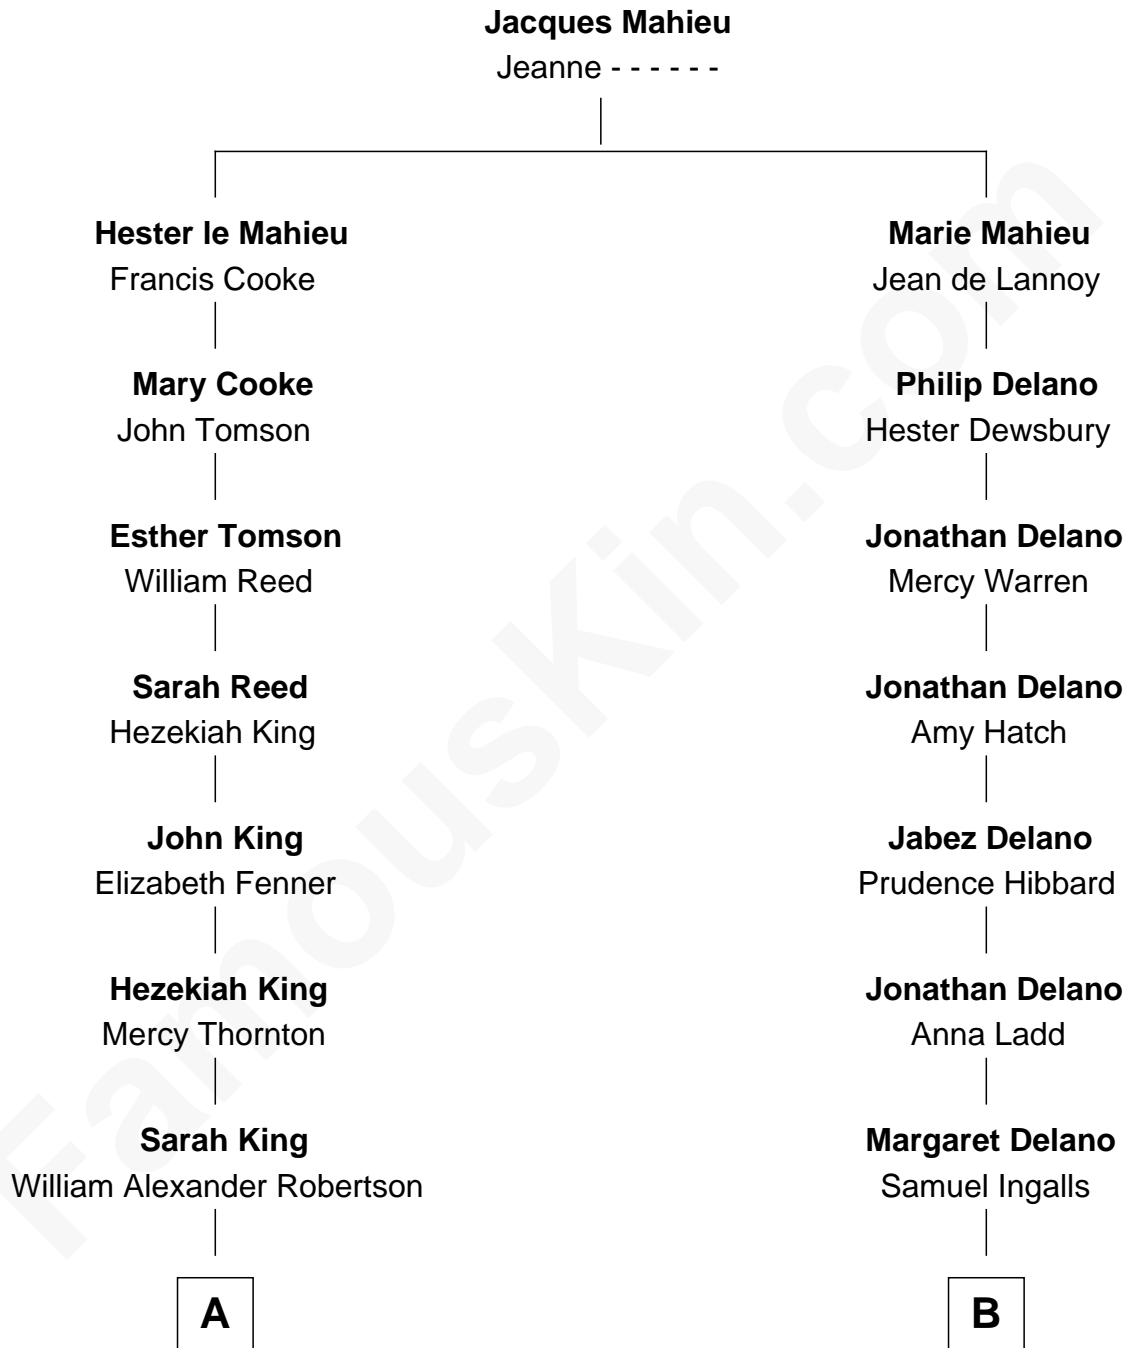 Jacques Mahieu
Jeanne - - - - - -
Hester le Mahieu
Francis Cooke
Marie Mahieu
Jean de Lannoy
Mary Cooke
John Tomson
Philip Delano
Hester Dewsbury
Esther Tomson
William Reed
Jonathan Delano
Mercy Warren
Sarah Reed
Hezekiah King
Jonathan Delano
Amy Hatch
John King
Elizabeth Fenner
Jabez Delano
Prudence Hibbard
Hezekiah King
Mercy Thornton
Jonathan Delano
Anna Ladd
Sarah King
William Alexander Robertson
Margaret Delano
Samuel Ingalls
A
B
FamousKin.com